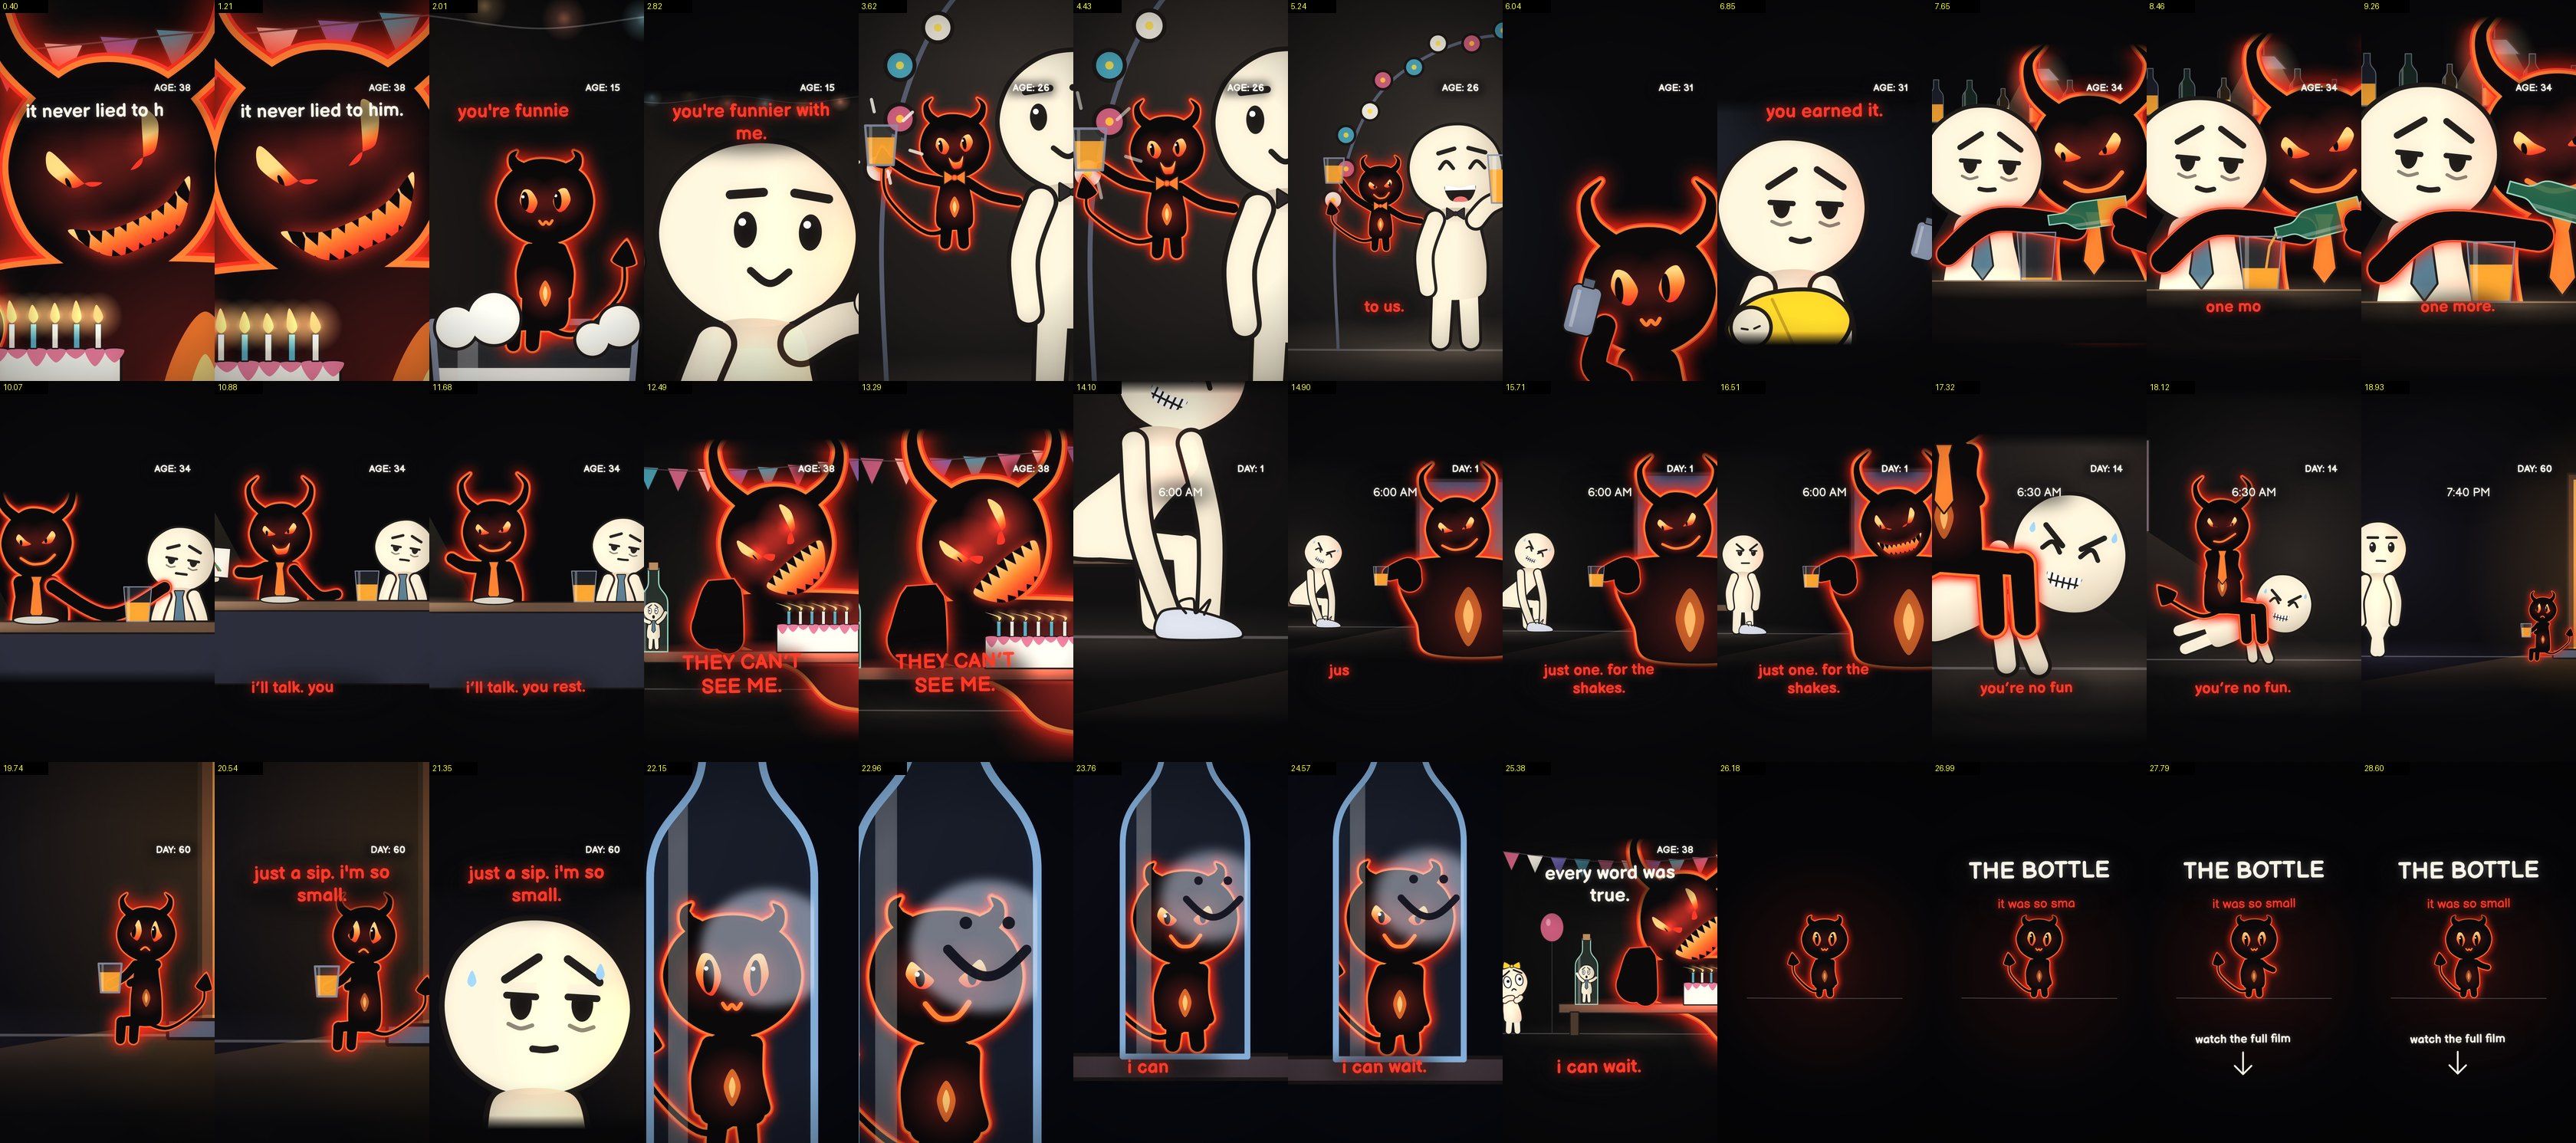 0.40
AGE: 38
it never lied to h
1.21
AGE: 38
it never lied to him.
2.01
AGE: 15
you're funnie
2.82
AGE: 15
you're funnier with
me.
3.62
AGE: 26
4.43
AGE: 26
5.24
AGE: 26
to us.
6.04
AGE: 31
6.85
AGE: 31
you earned it.
7.65
AGE: 34
8.46
AGE: 34
one mo
9.26
AGE: 34
one more.
10.07
AGE: 34
10.88
AGE: 34
i'll talk. you
11.68
AGE: 34
i'll talk. you rest.
12.49
AGE: 38
THEY CAN'T
SEE ME.
13.29
AGE: 38
THEY CAN'T
SEE ME.
14.10
DAY: 1
6:00 AM
14.90
DAY: 1
6:00 AM
jus
15.71
DAY: 1
6:00 AM
just one. for the
shakes.
16.51
DAY: 1
6:00 AM
just one. for the
shakes.
17.32
DAY: 14
6:30 AM
you're no fun
18.12
DAY: 14
6:30 AM
you're no fun.
18.93
DAY: 60
7:40 PM
19.74
DAY: 60
20.54
DAY: 60
just a sip. i'm so
small.
21.35
DAY: 60
just a sip. i'm so
small.
22.15
22.96
23.76
i can
24.57
i can wait.
25.38
AGE: 38
every word was
true.
i can wait.
26.18
26.99
THE BOTTLE
it was so sma
27.79
THE BOTTLE
it was so small
watch the full film
28.60
THE BOTTLE
it was so small
watch the full film